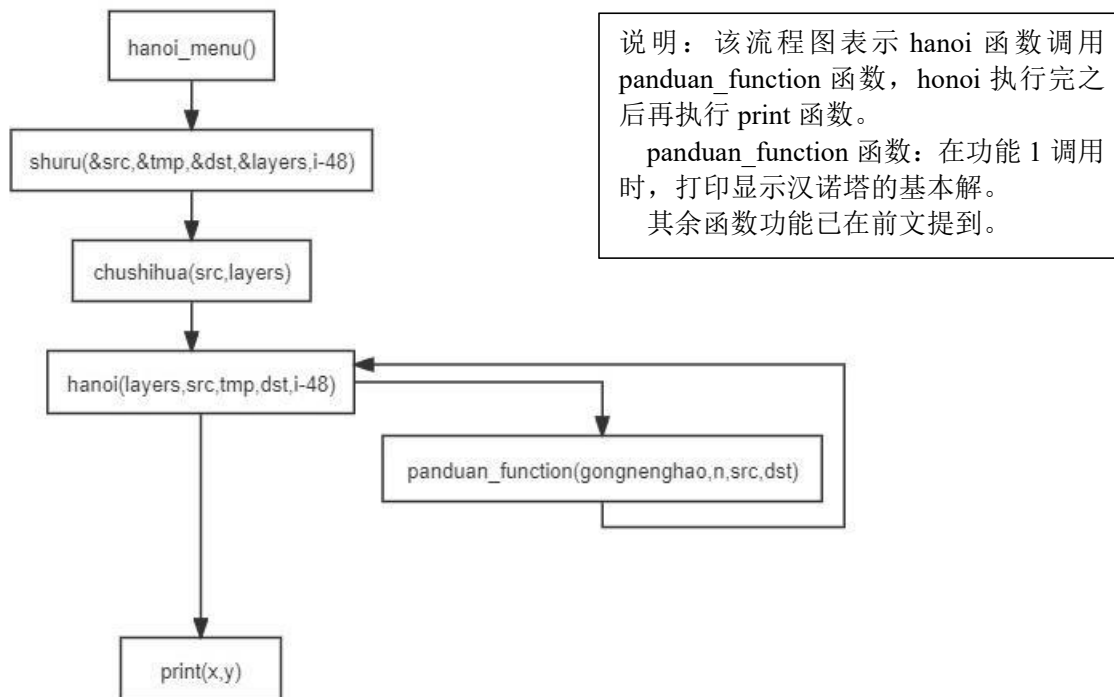 hanoi_menu()
shuru(&src,&tmp,&dst,&layers,i-48)
chushihua(src,layers)
hanoi(layers,src,tmp,dst,i-48)
panduan_function(gongnenghao,n,src,dst)
print(x,y)
说明：该流程图表示 hanoi 函数调用
panduan_function 函数，honoi 执行完之
后再执行 print 函数。
panduan_function 函数：在功能 1 调用
时，打印显示汉诺塔的基本解。
其余函数功能已在前文提到。